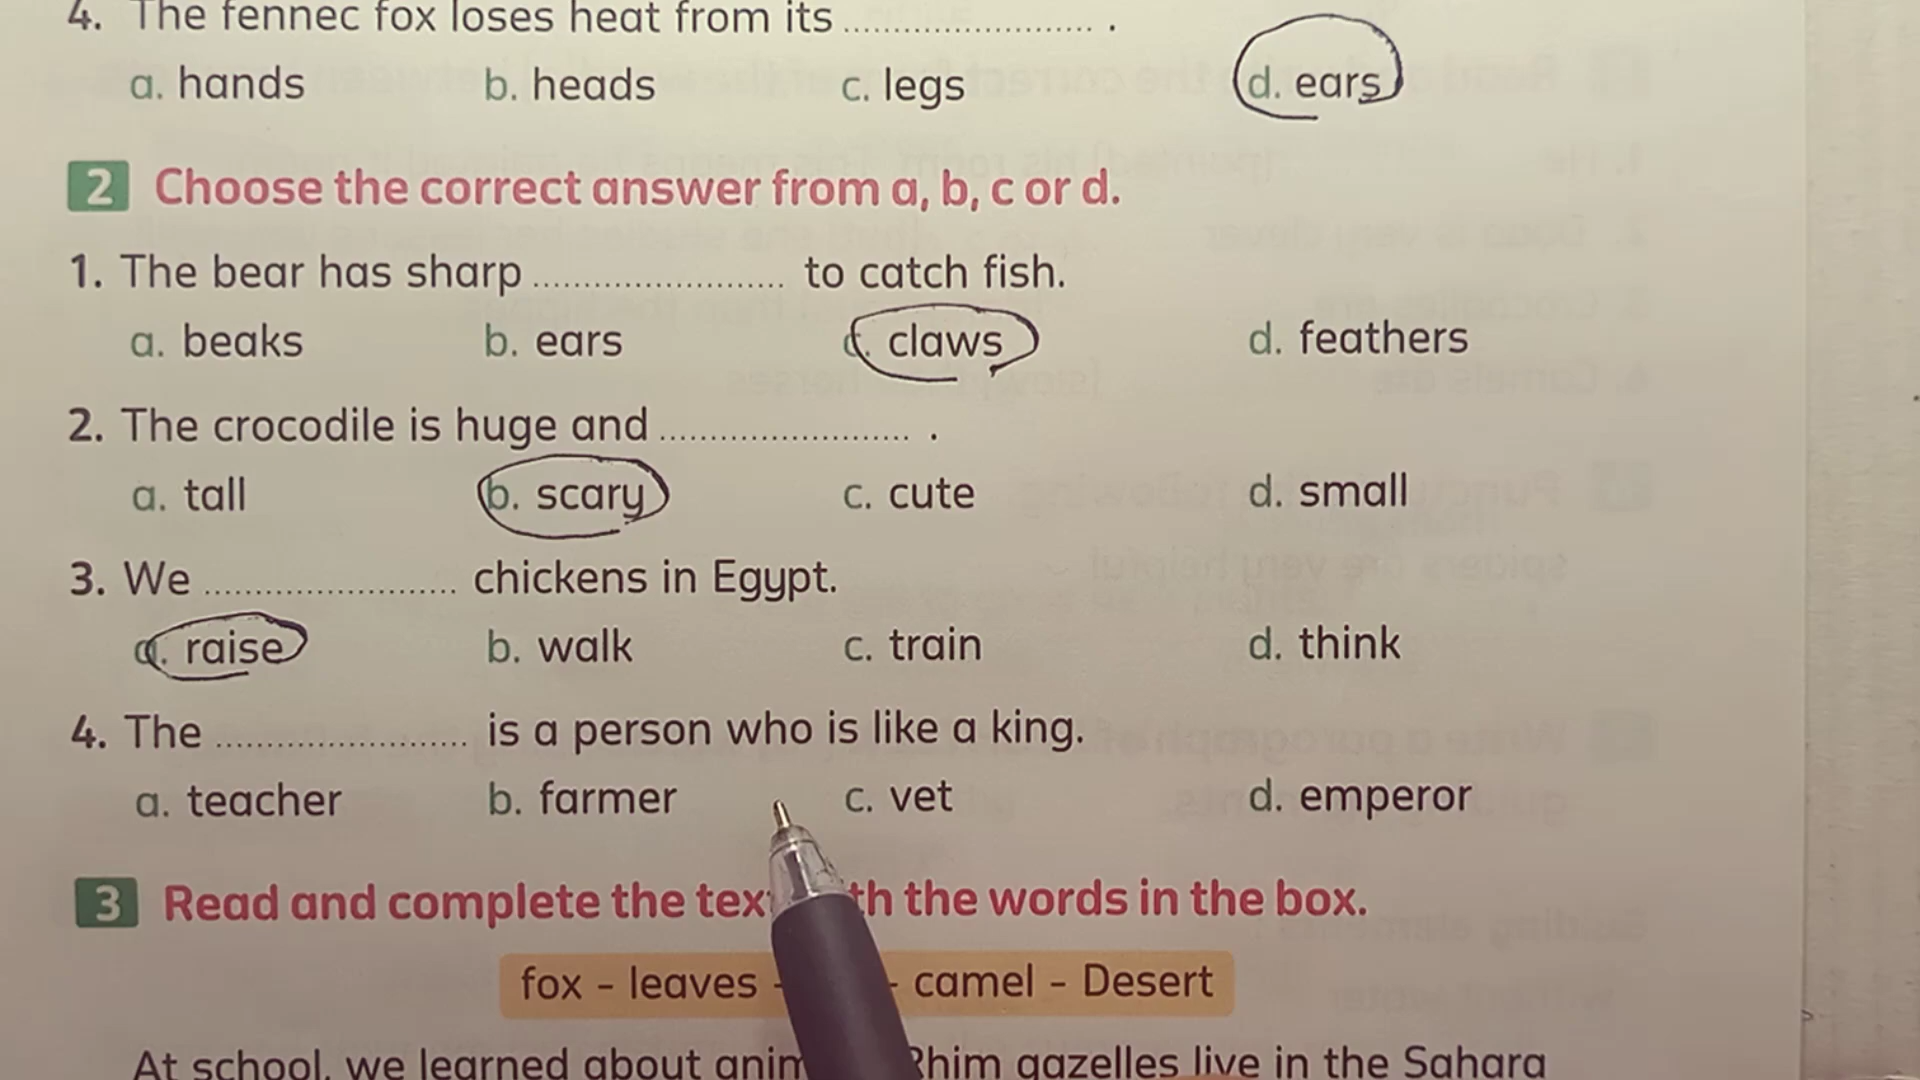 4. The fennec fox loses heat from its ........................ .
a. hands b. heads c. legs d. ears
2 Choose the correct answer from a, b, c or d.
1. The bear has sharp ........................ to catch fish.
a. beaks b. ears c. claws d. feathers
2. The crocodile is huge and ........................ .
a. tall b. scary c. cute d. small
3. We ........................ chickens in Egypt.
a. raise b. walk c. train d. think
4. The ........................ is a person who is like a king.
a. teacher b. farmer c. vet d. emperor
3 Read and complete the the words in the box.
fox - leaves - - camel - Desert
At school, we learned about gazelles live in the Sahara